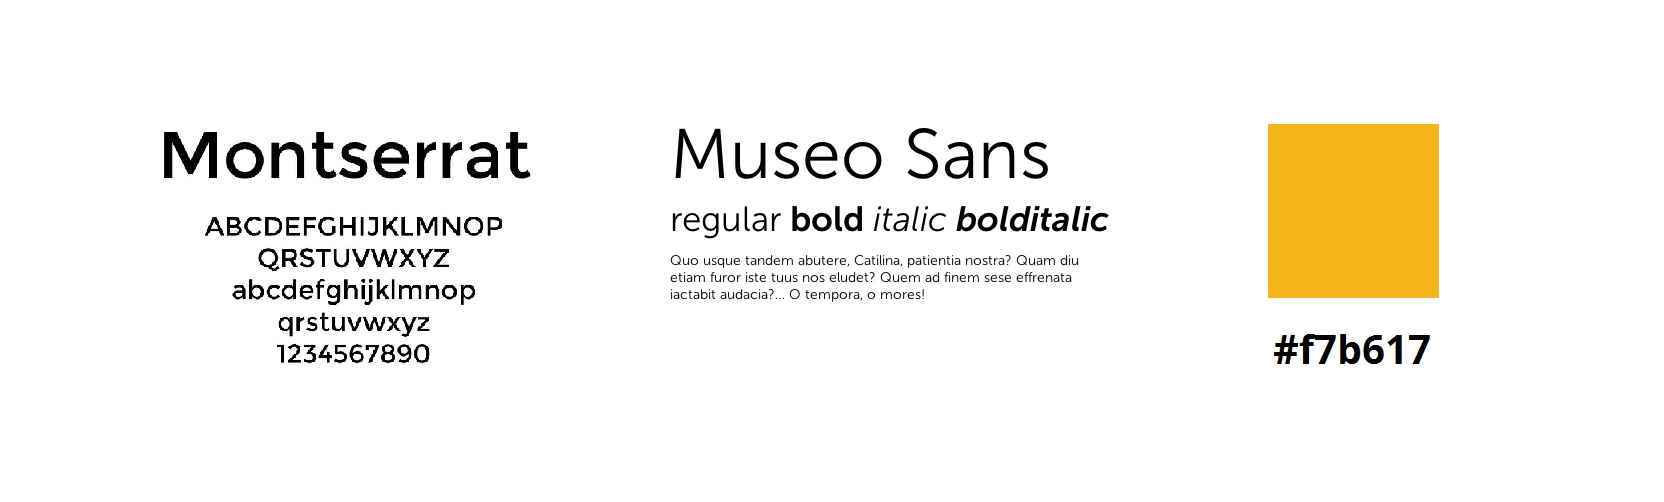 Montserrat
ABCDEFGHIJKLMNOP
QRSTUVWXYZ
abcdefghijklmnop
qrstuvwxyz
1234567890
Museo Sans
regular bold italic bolditalic
Quo usque tandem abutere, Catilina, patientia nostra? Quam diu
etiam furor iste tuus nos eludet? Quem ad finem sese effrenata
iactabit audacia?... O tempora, o mores!
#f7b617